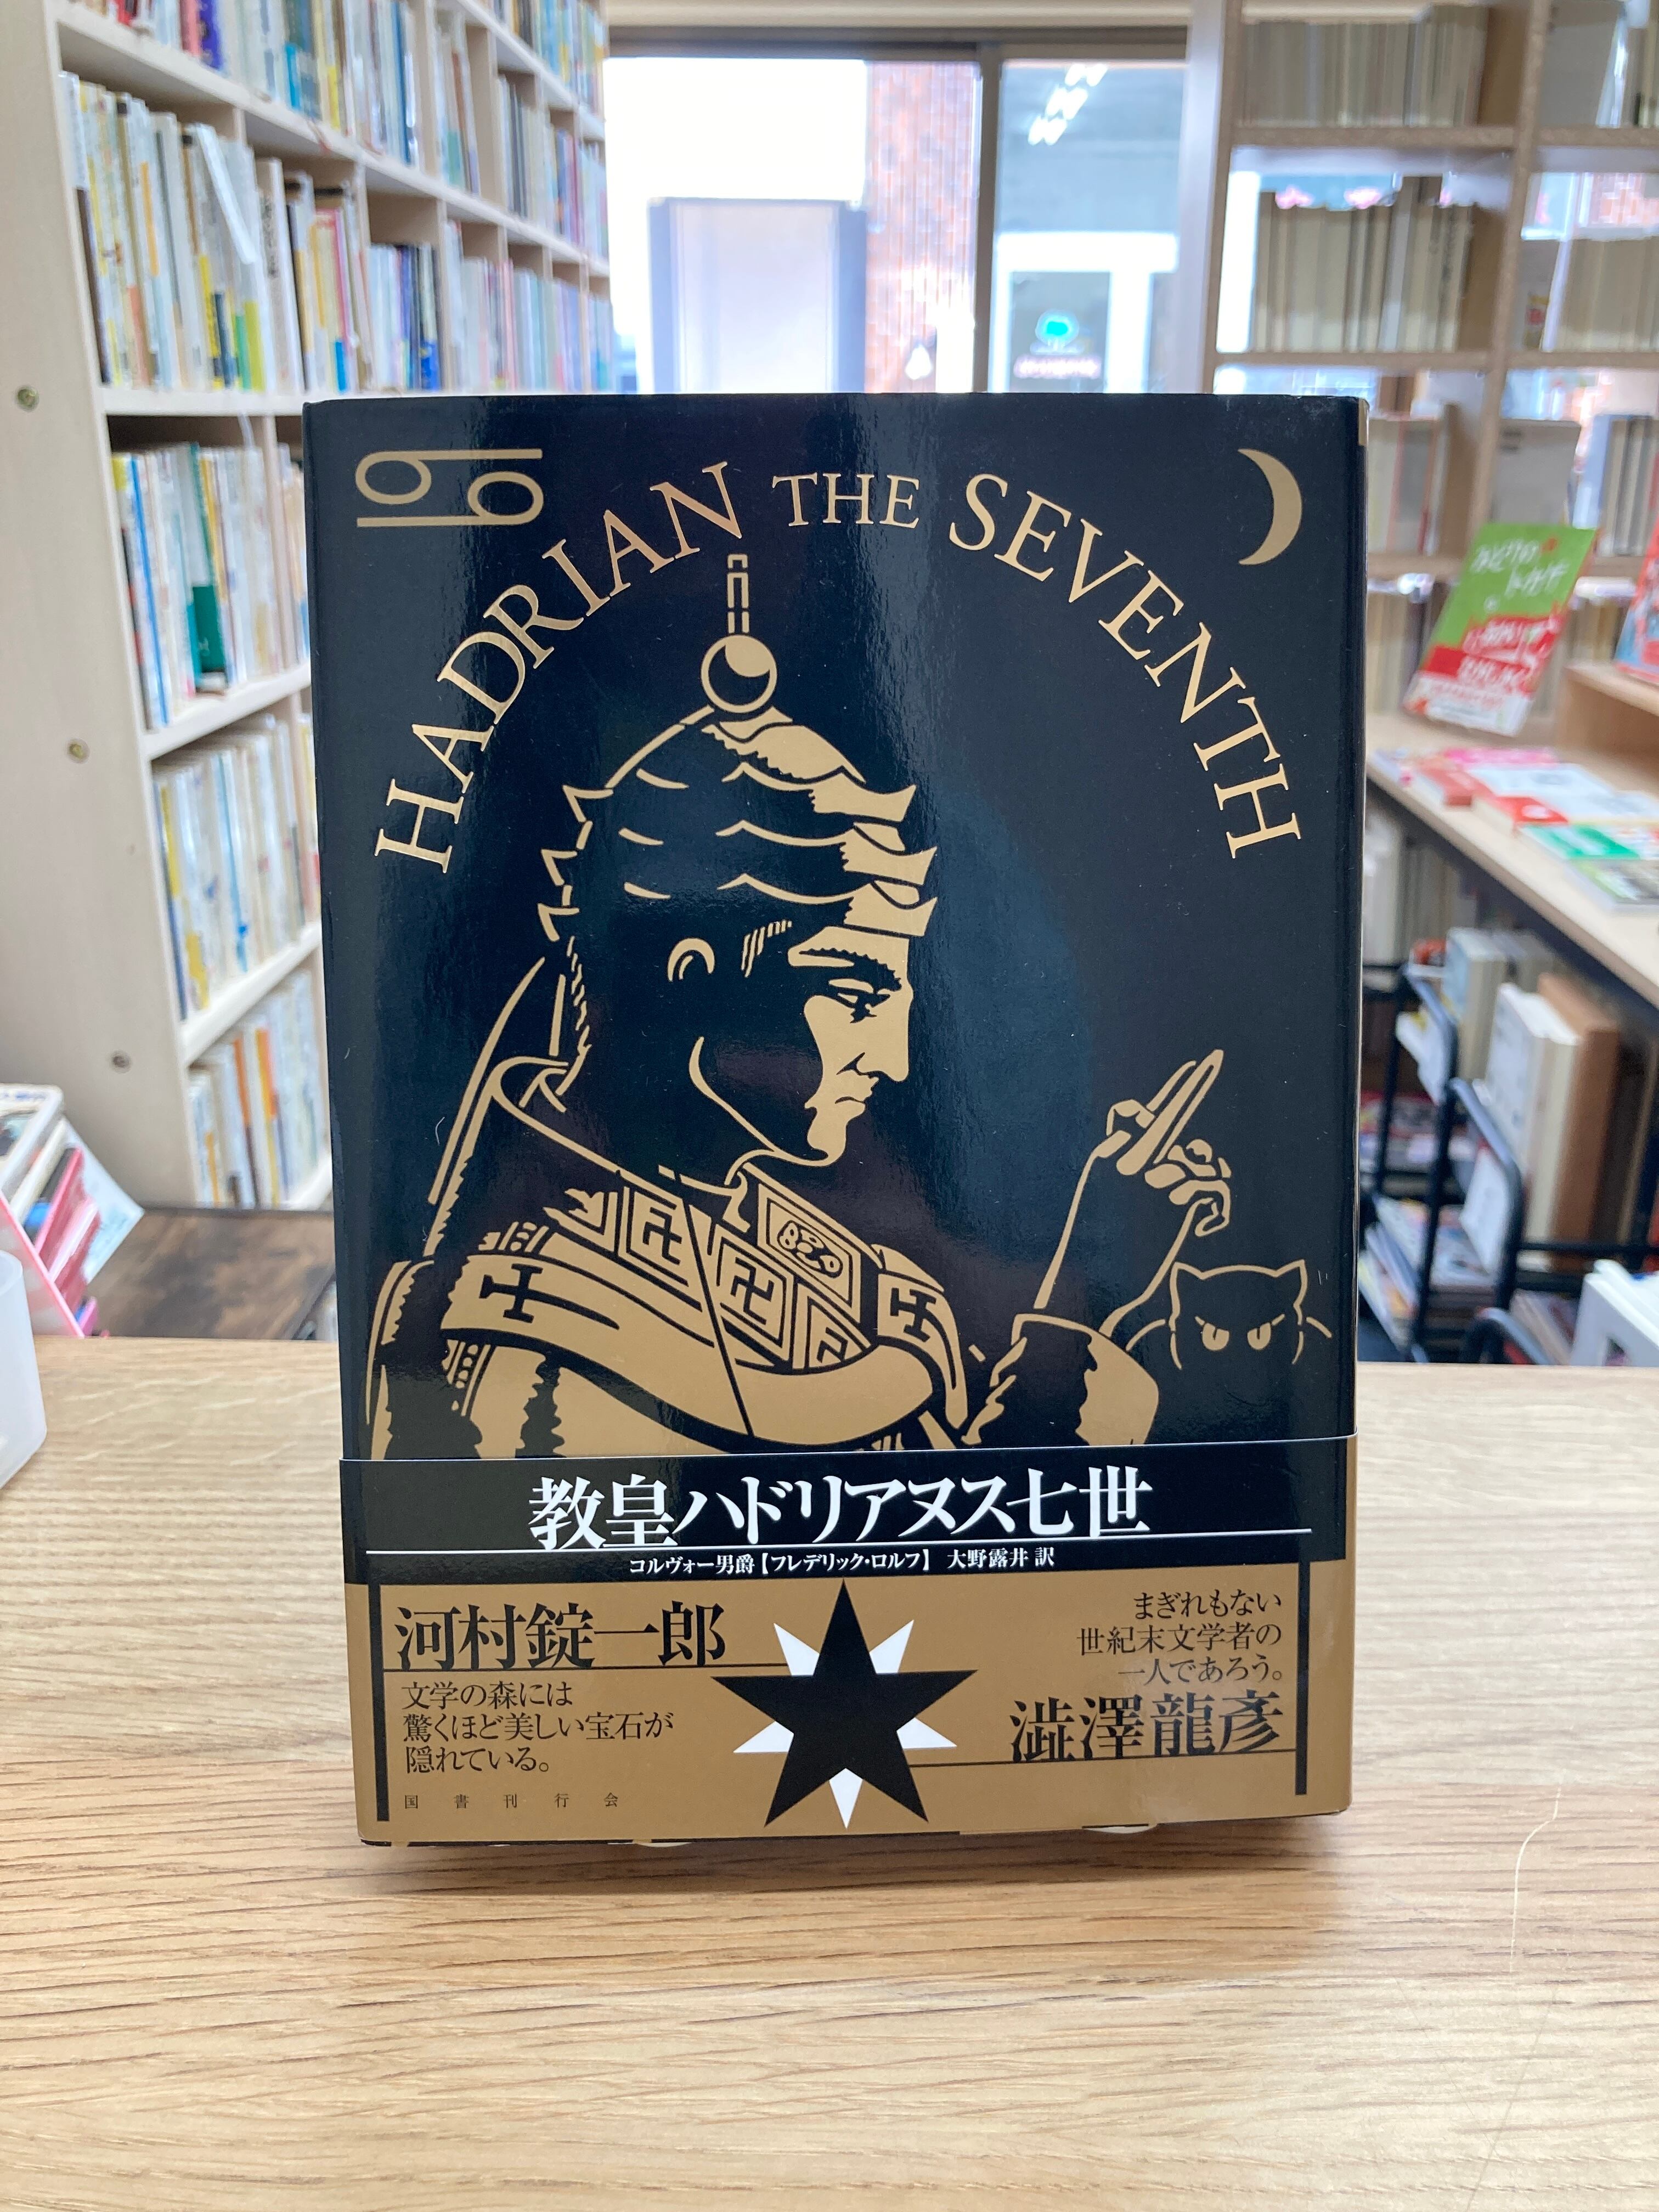 HADRIAN THE SEVENTH
教皇ハドリアヌス七世
コルヴォー男爵【フレデリック・ロルフ】 大野露井 訳
河村錠一郎
文学の森には
驚くほど美しい宝石が
隠れている。
国書刊行会
まぎれもない
世紀末文学者の
一人であろう。
澁澤龍彥